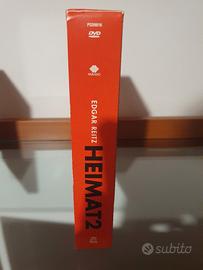 DVD
EDGAR REITZ
HEIMAT2
subito